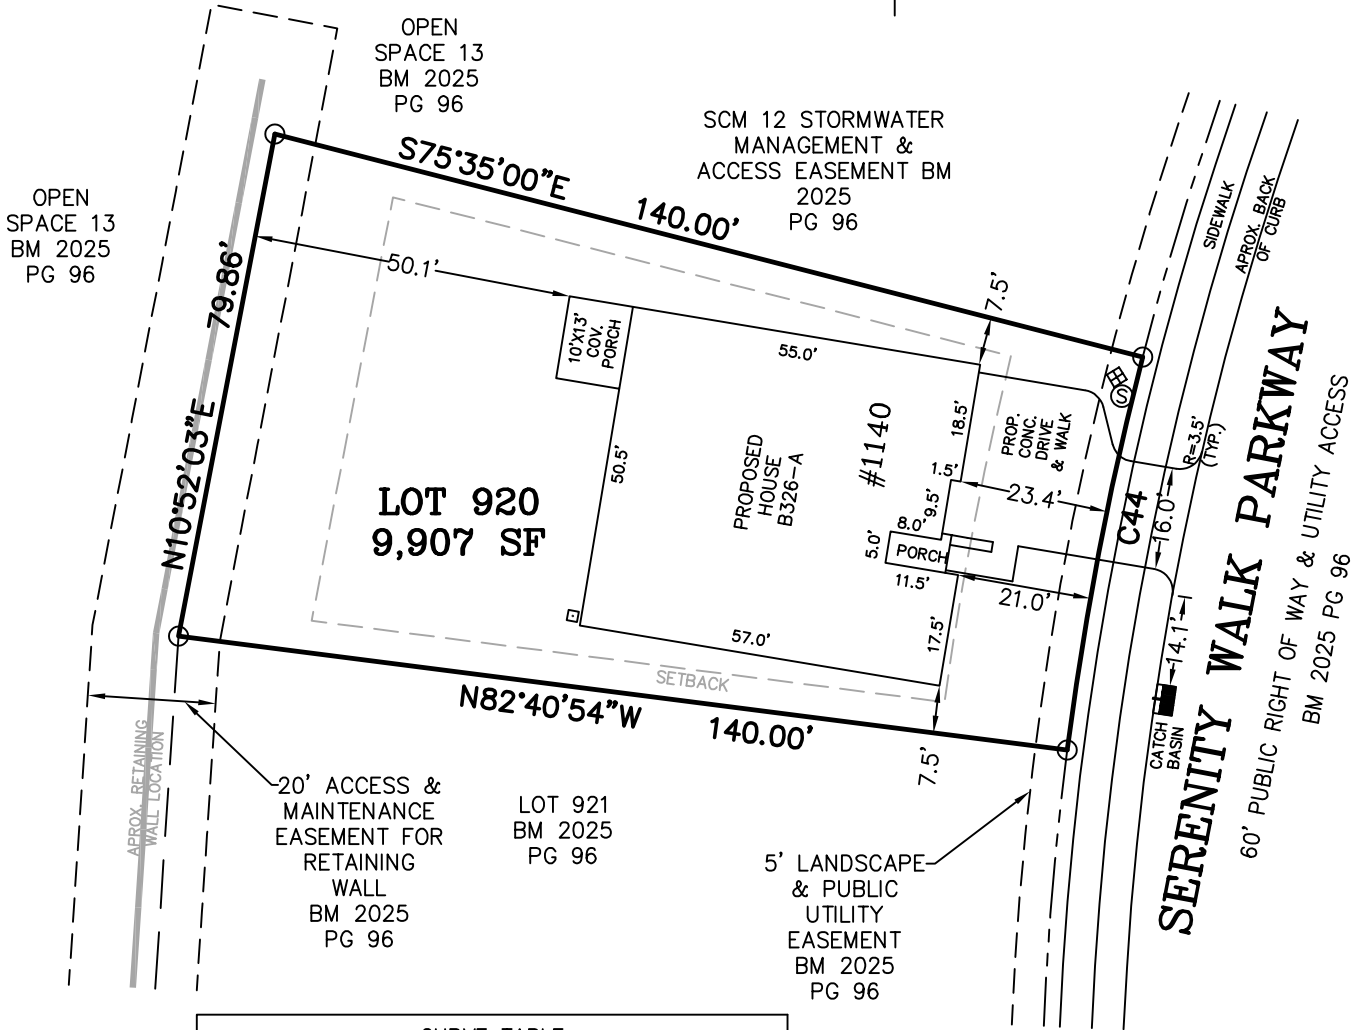 OPEN
SPACE 13
BM 2025
PG 96
SCM 12 STORMWATER
MANAGEMENT &
ACCESS EASEMENT BM
2025
PG 96
OPEN
SPACE 13
BM 2025
PG 96
S75°35'00"E
140.00'
79.86'
N10°52'03"E
50.1'
10'X13'
COV.
PORCH
55.0'
7.5'
SIDEWALK
APROX. BACK
OF CURB
50.5'
LOT 920
9,907 SF
PROPOSED
HOUSE
B326-A
#1140
18.5'
1.5'
9.5'
8.0'
5.0'
PORCH
11.5'
17.5'
57.0'
PROP.
CONC.
DRIVE
& WALK
S
23.4'
21.0'
C44
R=3.5'
(TYP.)
16.0'
14.1'
CATCH
BASIN
SERENITY WALK PARKWAY
60' PUBLIC RIGHT OF WAY & UTILITY ACCESS
BM 2025 PG 96
SETBACK
N82°40'54"W
140.00'
7.5'
APROX. RETAINING
WALL LOCATION
20' ACCESS &
MAINTENANCE
EASEMENT FOR
RETAINING
WALL
BM 2025
PG 96
LOT 921
BM 2025
PG 96
5' LANDSCAPE
& PUBLIC
UTILITY
EASEMENT
BM 2025
PG 96